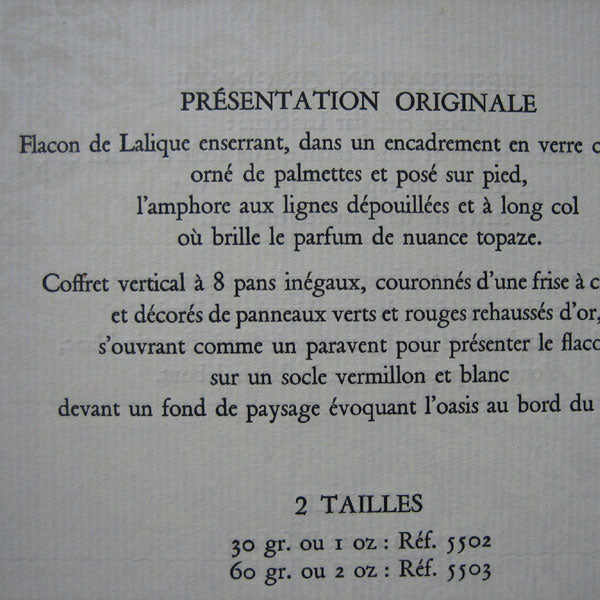 PRÉSENTATION ORIGINALE
Flacon de Lalique enserrant, dans un encadrement en verre
orné de palmettes et posé sur pied,
l'amphore aux lignes dépouillées et à long col
où brille le parfum de nuance topaze.
Coffret vertical à 8 pans inégaux, couronnés d'une frise à
et décorés de panneaux verts et rouges rehaussés d'or,
s'ouvrant comme un paravent pour présenter le flaco
sur un socle vermillon et blanc
devant un fond de paysage évoquant l'oasis au bord du
2 TAILLES
30 gr. ou 1 oz : Réf. 5502
60 gr. ou 2 oz : Réf. 5503